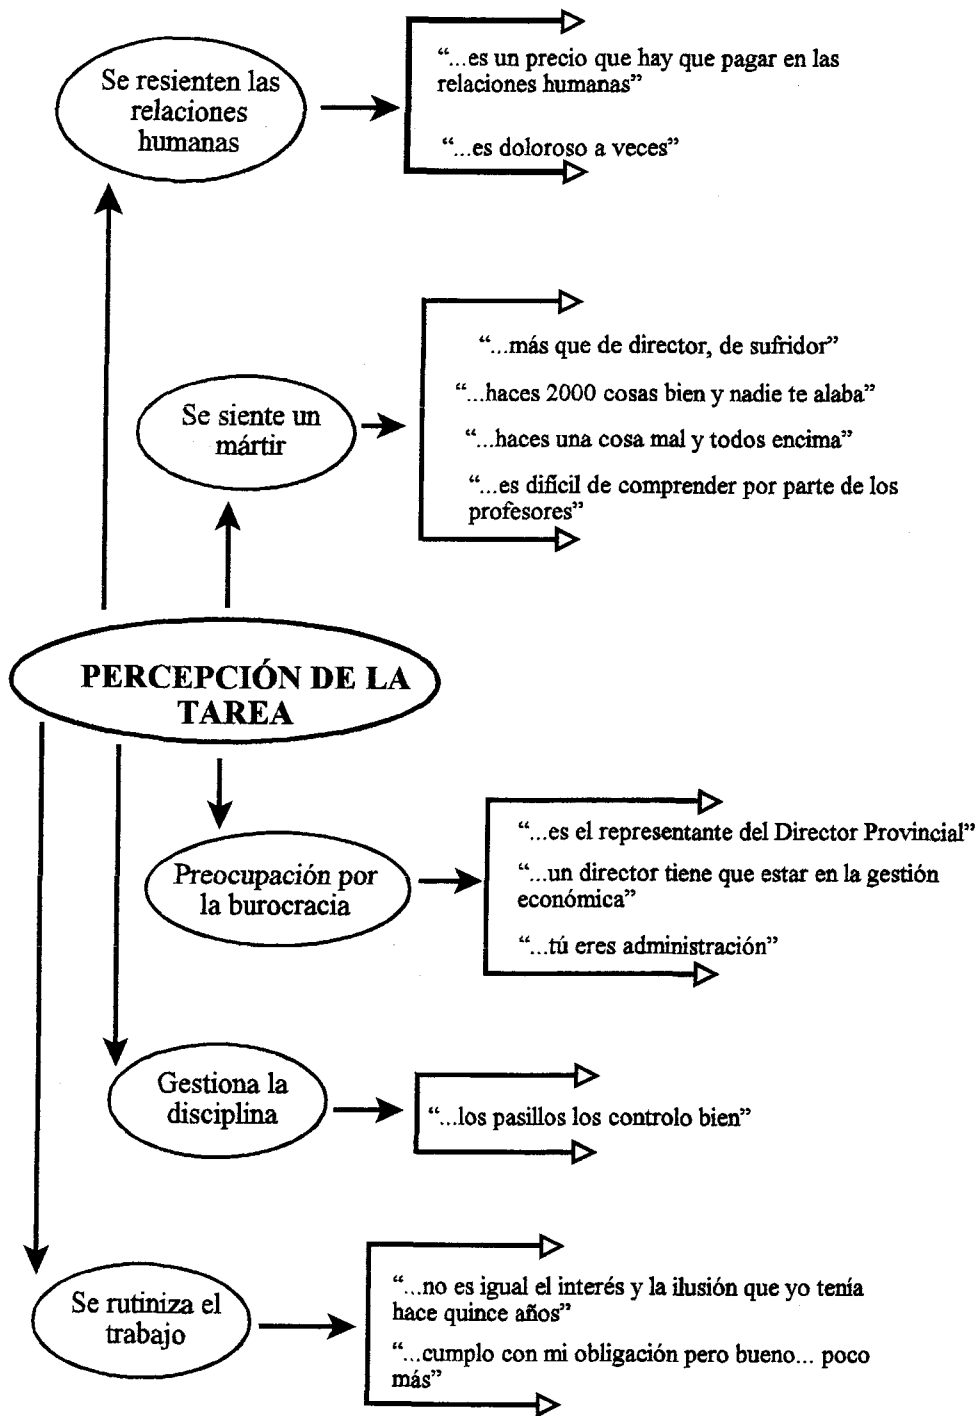 Se resienten las
relaciones
humanas
“...es un precio que hay que pagar en las
relaciones humanas”
“...es doloroso a veces”
Se siente un
mártir
“...más que de director, de sufridor”
“...haces 2000 cosas bien y nadie te alaba”
“...haces una cosa mal y todos encima”
“...es difícil de comprender por parte de los
profesores”
PERCEPCIÓN DE LA
TAREA
Preocupación por
la burocracia
“...es el representante del Director Provincial”
“...un director tiene que estar en la gestión
económica”
“...tú eres administración”
Gestiona la
disciplina
“...los pasillos los controlo bien”
Se rutiniza el
trabajo
“...no es igual el interés y la ilusión que yo tenía
hace quince años”
“...cumplo con mi obligación pero bueno... poco
más”